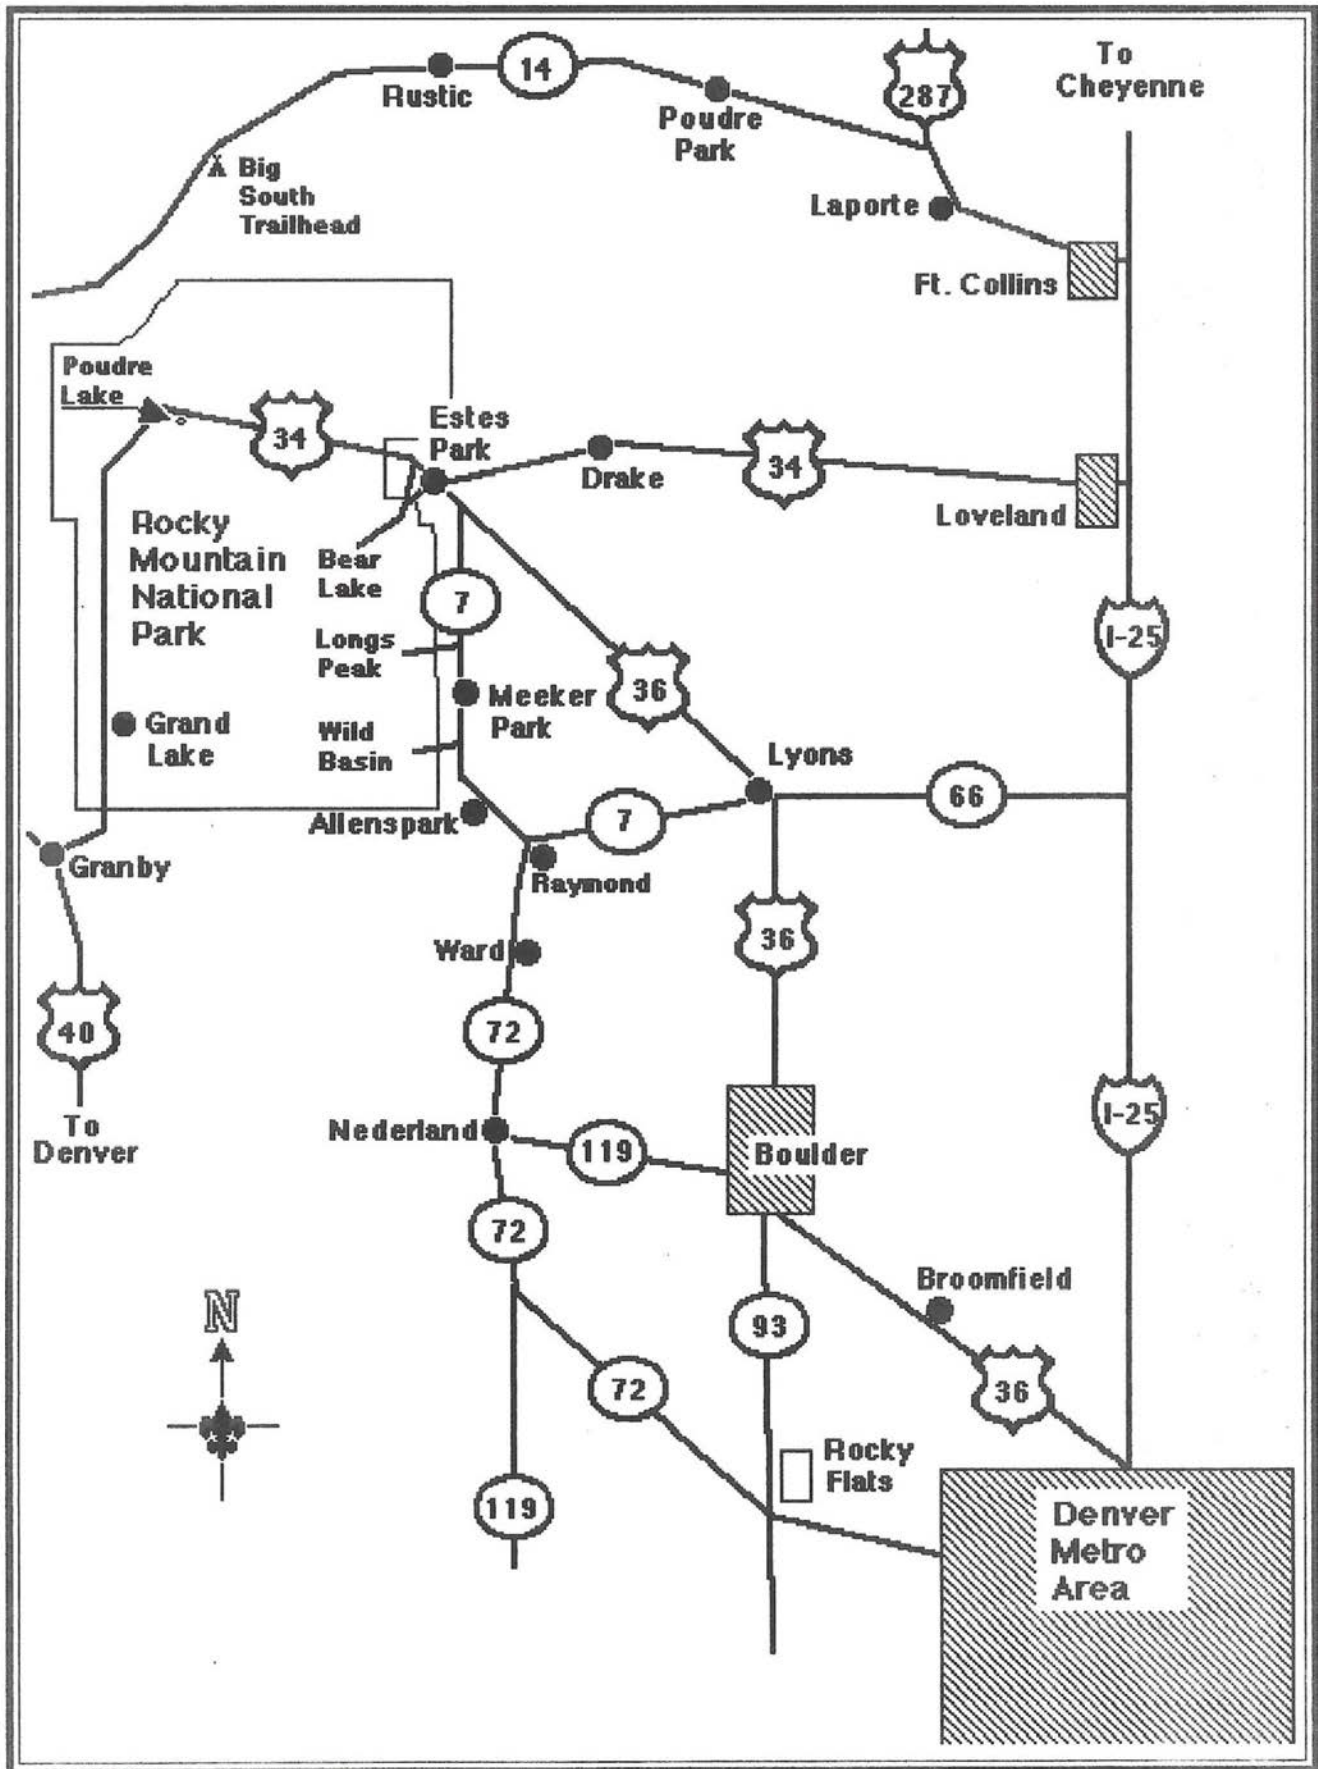 To
Cheyenne
14
287
Rustic
Poudre
Park
Big
South
Trailhead
Laporte
Ft. Collins
Poudre
Lake
34
Estes
Park
Drake
34
Loveland
Rocky
Mountain
National
Park
Bear
Lake
7
I-25
Longs
Peak
36
Meeker
Park
Grand
Lake
Wild
Basin
Lyons
66
Allenspark
7
Granby
Raymond
36
Ward
72
40
To
Denver
I-25
Nederland
119
Boulder
72
Broomfield
N
93
72
36
Rocky
Flats
119
Denver
Metro
Area